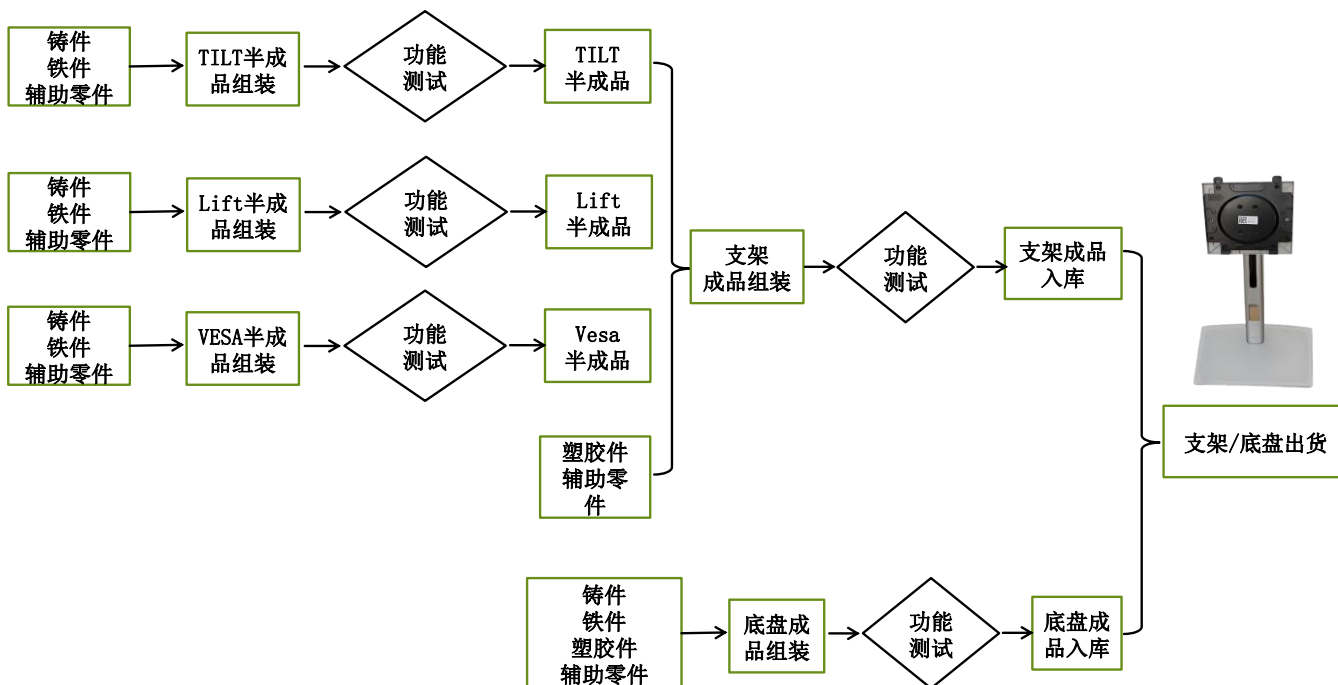 铸件
铁件
辅助零件
TILT半成
品组装
功能
测试
TILT
半成品
铸件
铁件
辅助零件
Lift半成
品组装
功能
测试
Lift
半成品
铸件
铁件
辅助零件
VESA半成
品组装
功能
测试
Vesa
半成品
塑胶件
辅助零
件
支架
成品组装
功能
测试
支架成品
入库
铸件
铁件
塑胶件
辅助零件
底盘成
品组装
功能
测试
底盘成
品入库
支架/底盘出货